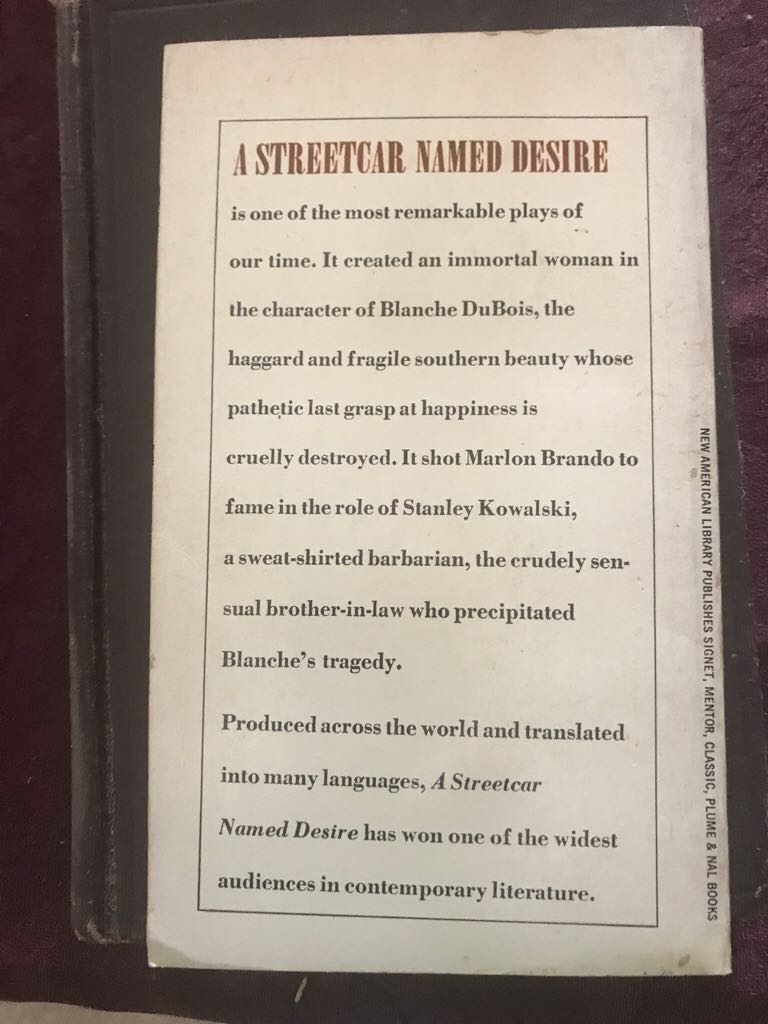 A STREETCAR NAMED DESIRE
is one of the most remarkable plays of
our time. It created an immortal woman in
the character of Blanche DuBois, the
haggard and fragile southern beauty whose
pathetic last grasp at happiness is
cruelly destroyed. It shot Marlon Brando to
fame in the role of Stanley Kowalski,
a sweat-shirted barbarian, the crudely sen-
sual brother-in-law who precipitated
Blanche's tragedy.
Produced across the world and translated
into many languages, A Streetcar
Named Desire has won one of the widest
audiences in contemporary literature.
NEW AMERICAN LIBRARY PUBLISHES SIGNET, MENTOR, CLASSIC, PLUME & NAL BOOKS